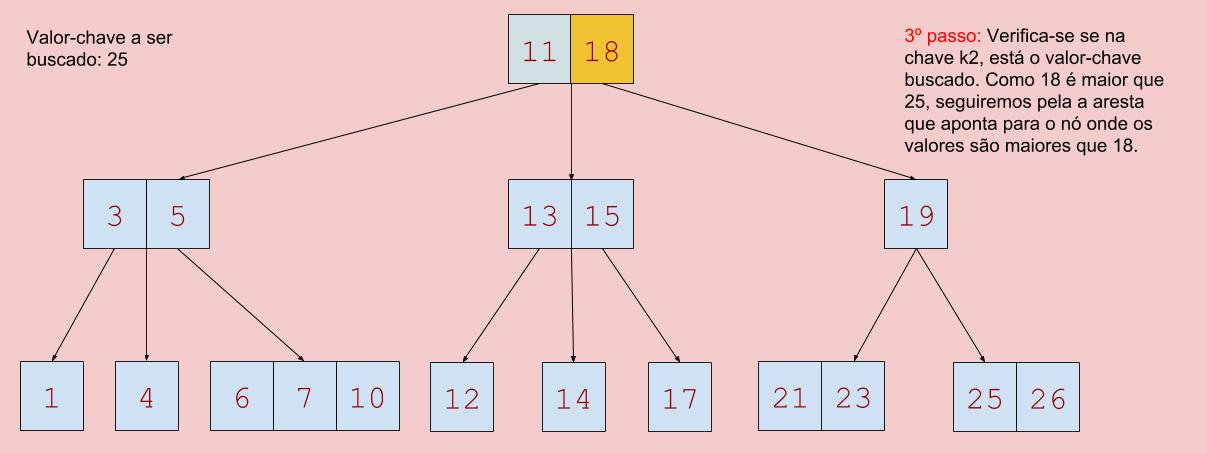 Valor-chave a ser
buscado: 25
11 18
3º passo: Verifica-se se na
chave k2, está o valor-chave
buscado. Como 18 é maior que
25, seguiremos pela a aresta
que aponta para o nó onde os
valores são maiores que 18.
3 5
13 15
19
1
4
6 7 10
12
14
17
21 23
25 26